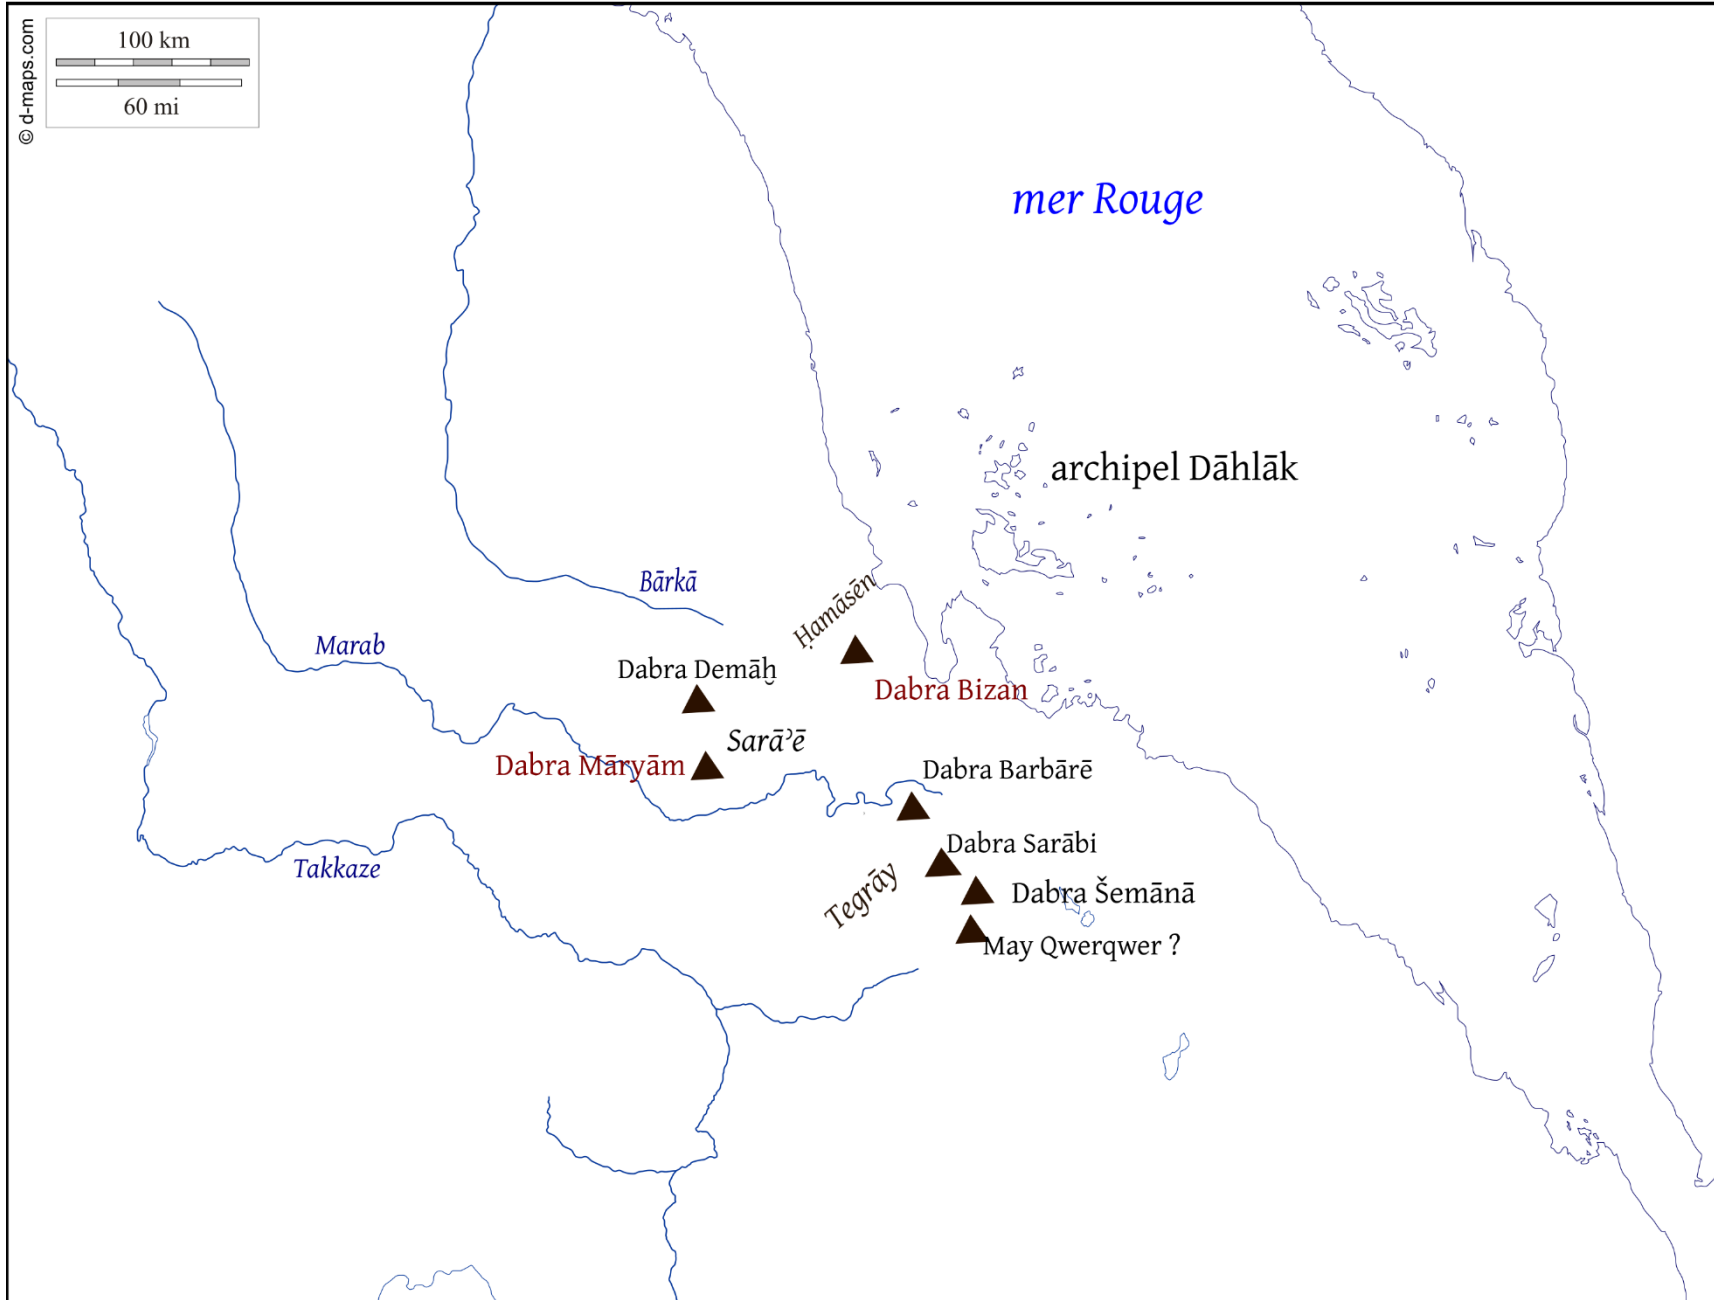 © d-maps.com
100 km
60 mi
mer Rouge
archipel Dāhlāk
Bārkā
Ḥamāsēn
Marab
Dabra Demāḫ
Dabra Bizan
Sarāʾē
Dabra Māryām
Dabra Barbārē
Dabra Sarābi
Takkaze
Tegrāy
Dabra Šemānā
May Qwerqwer ?